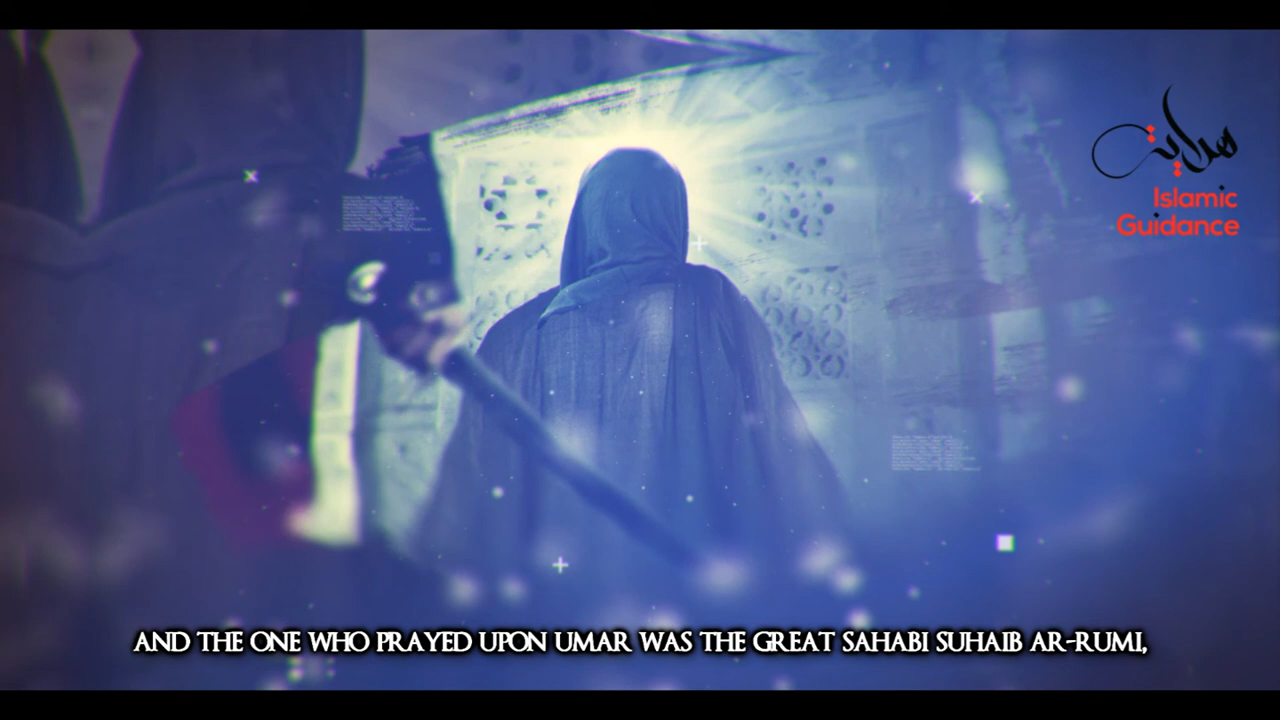 هداية
Islamic
Guidance
AND THE ONE WHO PRAYED UPON UMAR WAS THE GREAT SAHABI SUHAIB AR-RUMI,